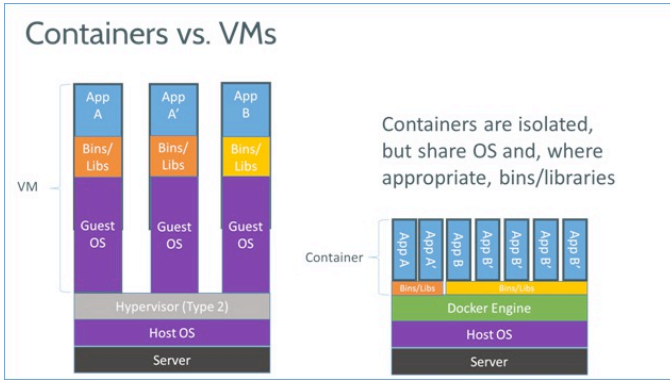 Containers vs. VMs
App
A
App
A'
App
B
Bins/
Libs
Bins/
Libs
Bins/
Libs
VM
Guest
OS
Guest
OS
Guest
OS
Hypervisor (Type 2)
Host OS
Server
Containers are isolated,
but share OS and, where
appropriate, bins/libraries
Container
App A
App A'
App B
App B'
App B'
App B'
App B'
Bins/Libs
Bins/Libs
Docker Engine
Host OS
Server